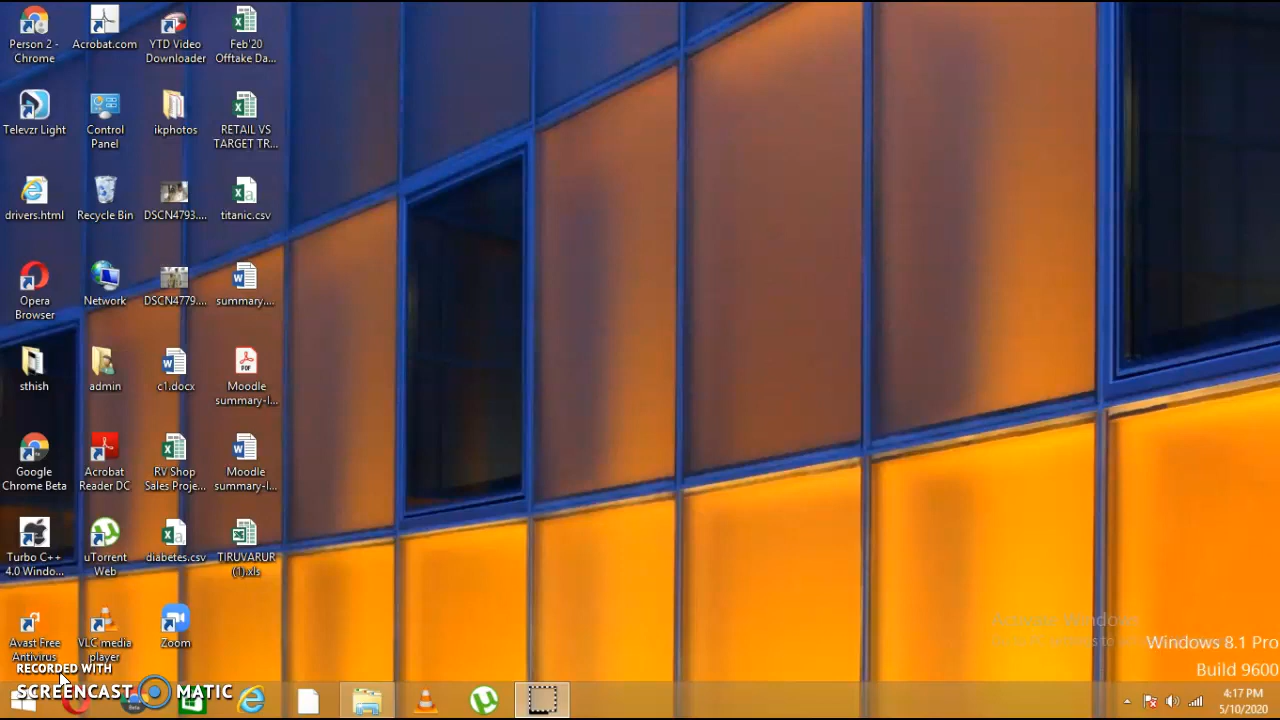 Person 2 -
Chrome
Acrobat.com
YTD Video
Downloader
Feb'20
Offtake Da...
Televzr Light
Control
Panel
ikphotos
RETAIL VS
TARGET TR...
drivers.html
Recycle Bin
DSCN4793....
titanic.csv
Opera
Browser
Network
DSCN4779....
summary....
sthish
admin
c1.docx
Moodle
summary-l...
Google
Chrome Beta
Acrobat
Reader DC
RV Shop
Sales Proje...
Moodle
summary-l...
Turbo C++
4.0 Windo...
uTorrent
Web
diabetes.csv
TIRUVARUR
(1).xls
Avast Free
Antivirus
VLC media
player
Zoom
Activate Windows
Windows 8.1 Pro
Build 9600
RECORDED WITH
SCREENCAST MATIC
4:17 PM
5/10/2020